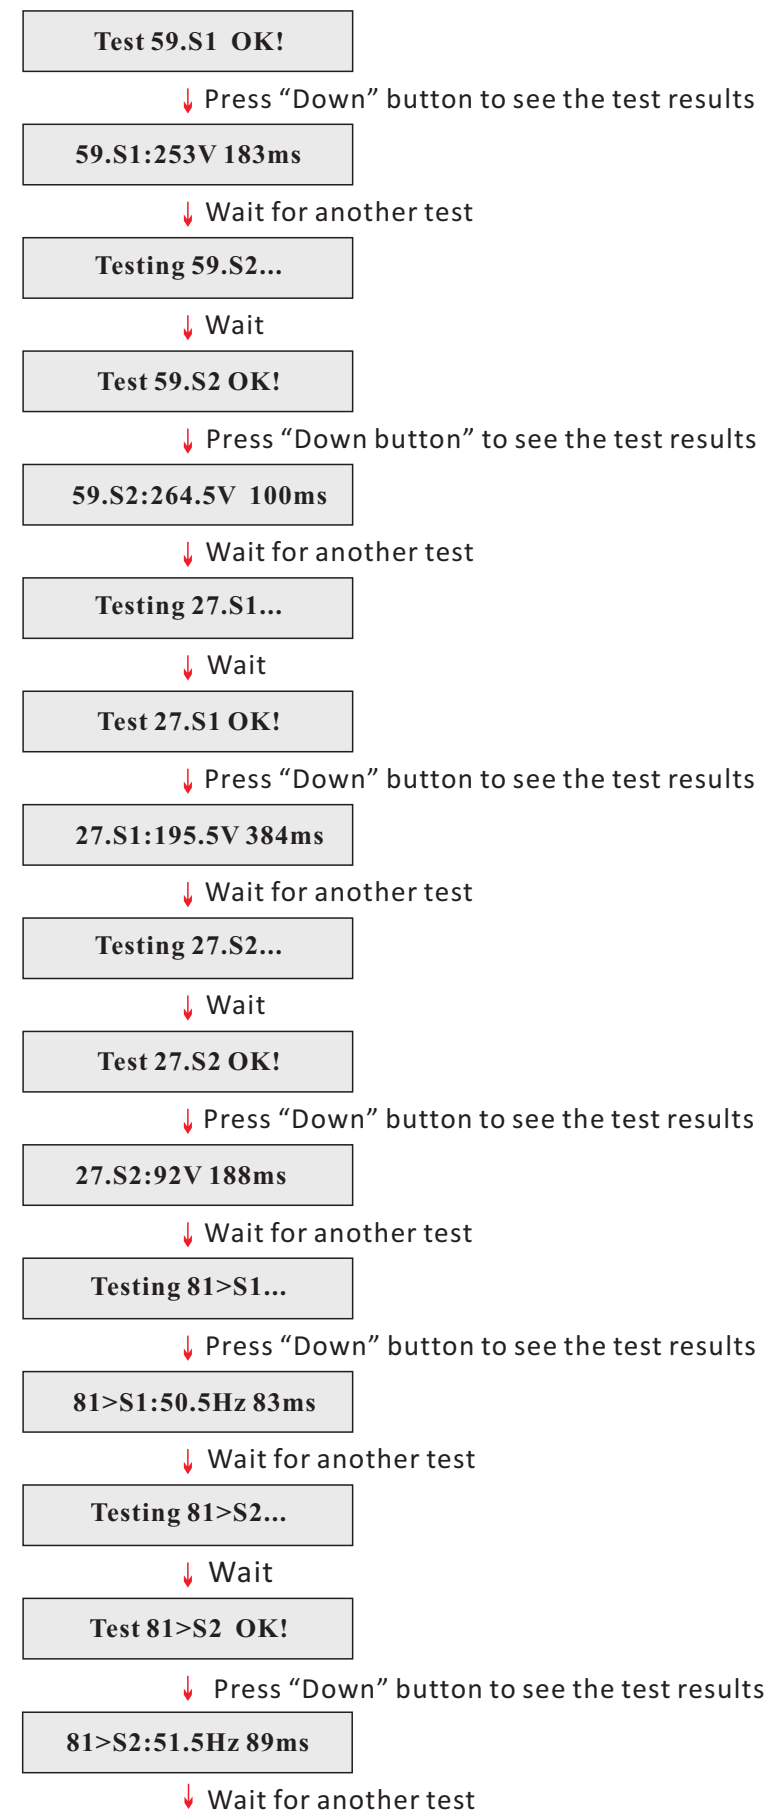 Test 59.S1 OK!
Press “Down” button to see the test results
59.S1:253V 183ms
Wait for another test
Testing 59.S2...
Wait
Test 59.S2 OK!
Press “Down button” to see the test results
59.S2:264.5V 100ms
Wait for another test
Testing 27.S1...
Wait
Test 27.S1 OK!
Press “Down” button to see the test results
27.S1:195.5V 384ms
Wait for another test
Testing 27.S2...
Wait
Test 27.S2 OK!
Press “Down” button to see the test results
27.S2:92V 188ms
Wait for another test
Testing 81>S1...
Press “Down” button to see the test results
81>S1:50.5Hz 83ms
Wait for another test
Testing 81>S2...
Wait
Test 81>S2 OK!
Press “Down” button to see the test results
81>S2:51.5Hz 89ms
Wait for another test